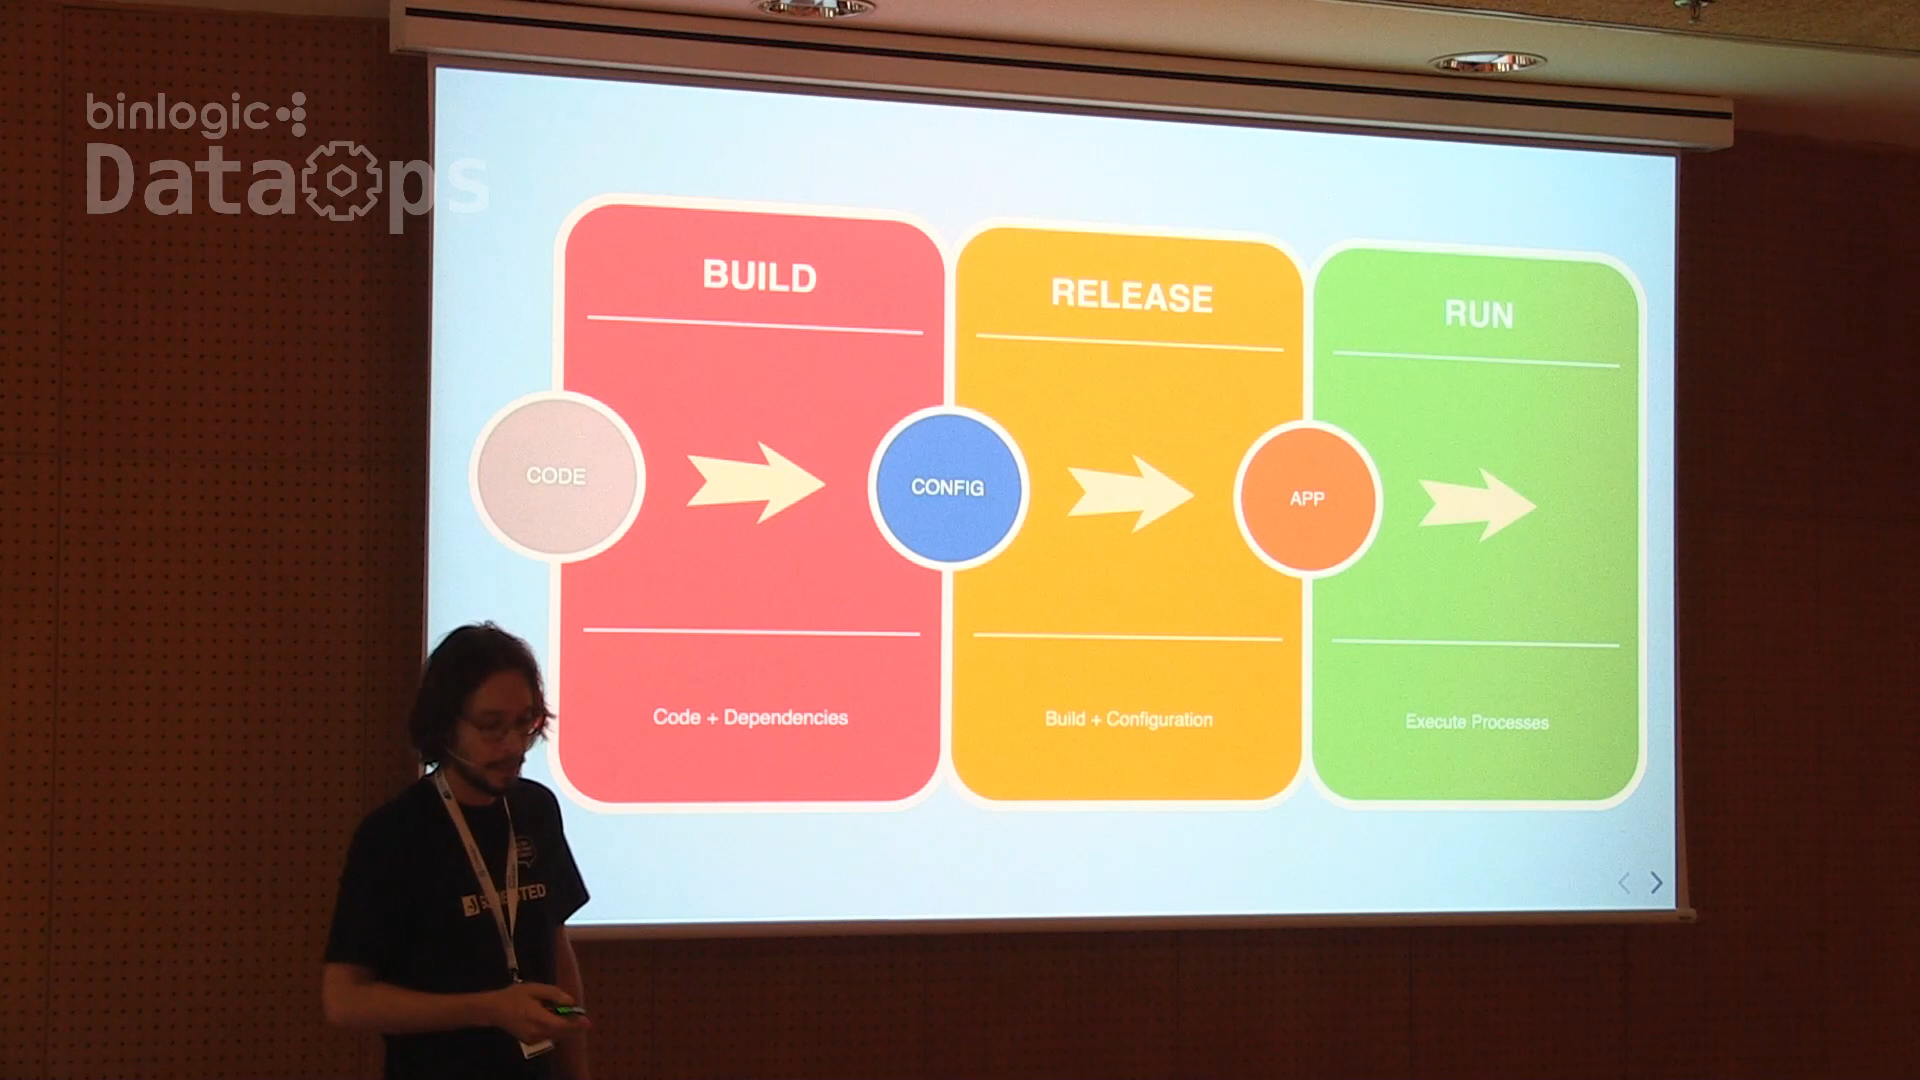 binlogic
DataOps
BUILD
RELEASE
RUN
CODE
CONFIG
APP
Code + Dependencies
Build + Configuration
Execute Processes